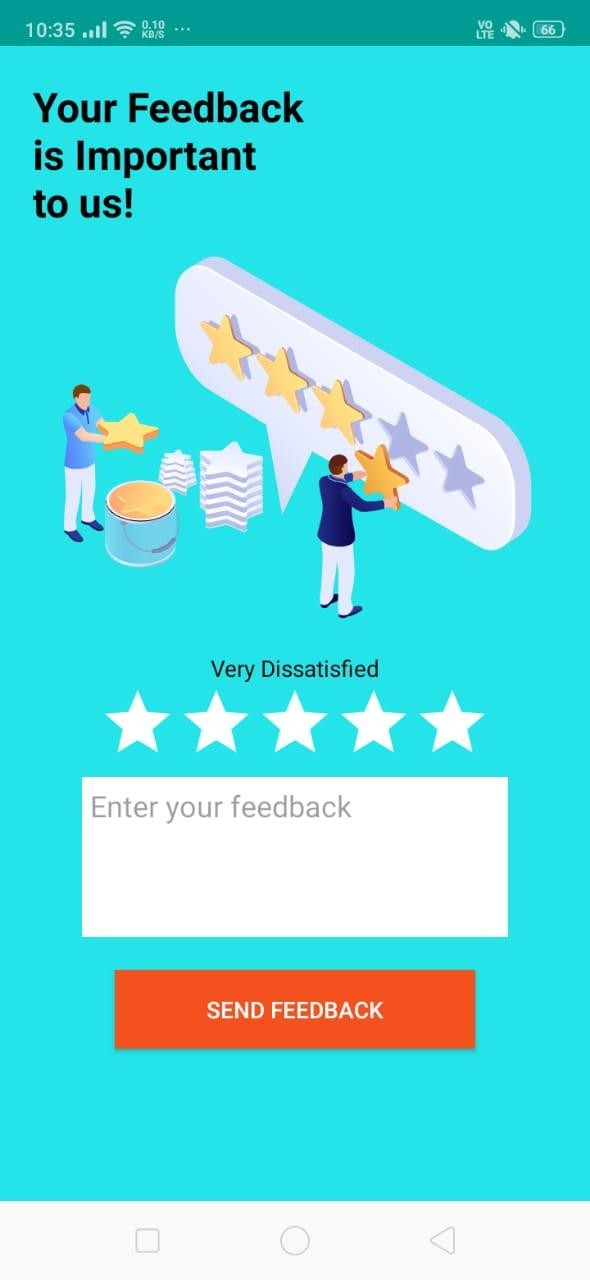 10:35 0.10 KB/S ... VO LTE 66
Your Feedback
is Important
to us!
Very Dissatisfied
Enter your feedback
SEND FEEDBACK